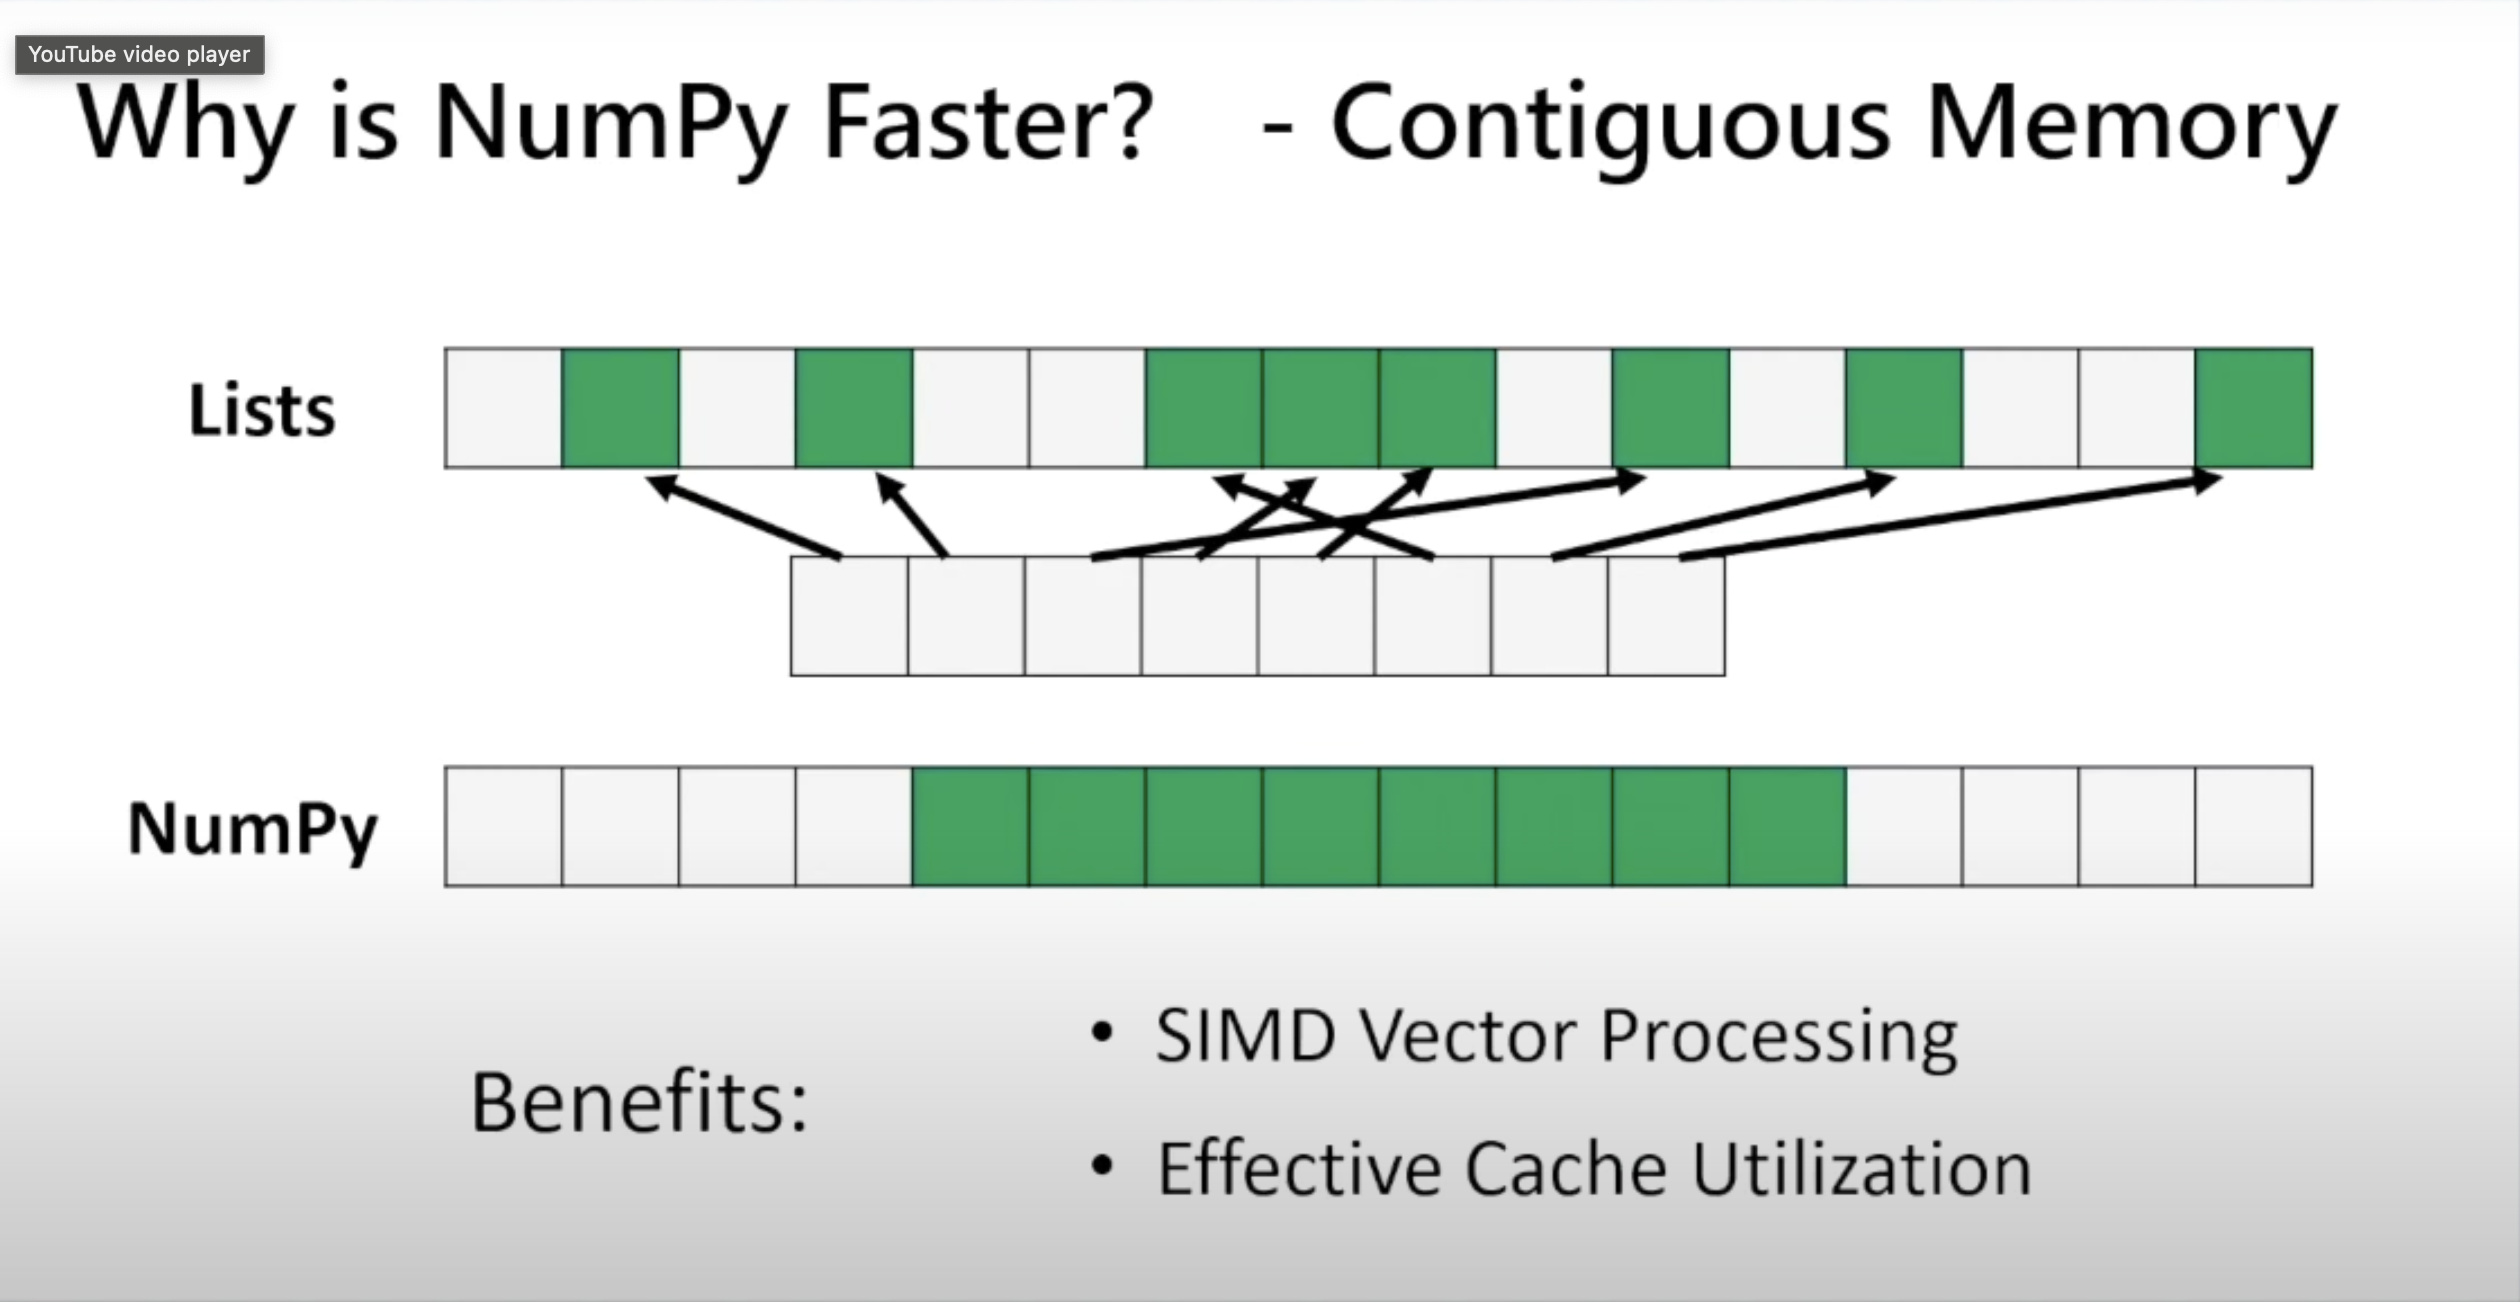 YouTube video player
Why is NumPy Faster? - Contiguous Memory
Lists
NumPy
Benefits:
• SIMD Vector Processing
• Effective Cache Utilization